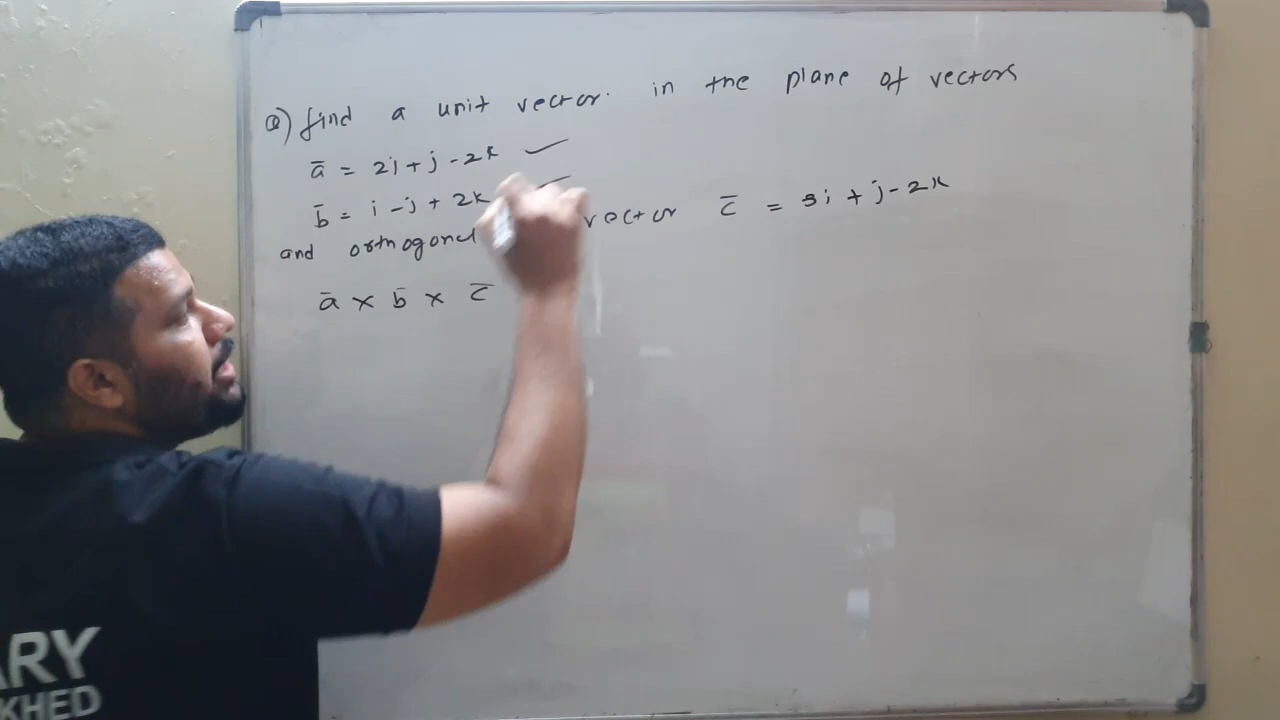 Q) find a unit vector. in the plane of vectors
ā = 2i + j - 2k ✓
b̄ = i - j + 2k
and orthogonal vector c̄ = 3i + j - 2k
ā × b̄ × c̄
ARY
KHED